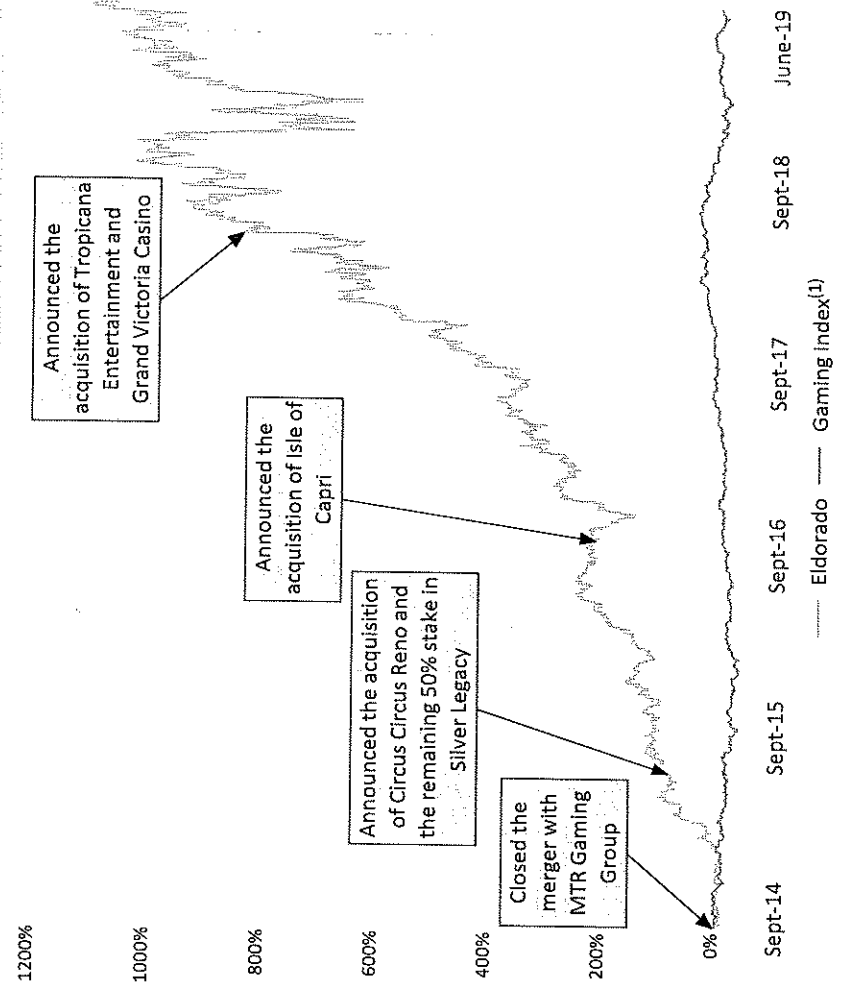 1200%
1000%
800%
600%
400%
200%
0%
Announced the
acquisition of Tropicana
Entertainment and
Grand Victoria Casino
Announced the
acquisition of Isle of
Capri
Announced the acquisition
of Circus Circus Reno and
the remaining 50% stake in
Silver Legacy
Closed the
merger with
MTR Gaming
Group
Sept-14
Sept-15
Sept-16
Sept-17
Sept-18
June-19
Eldorado
Gaming Index(1)